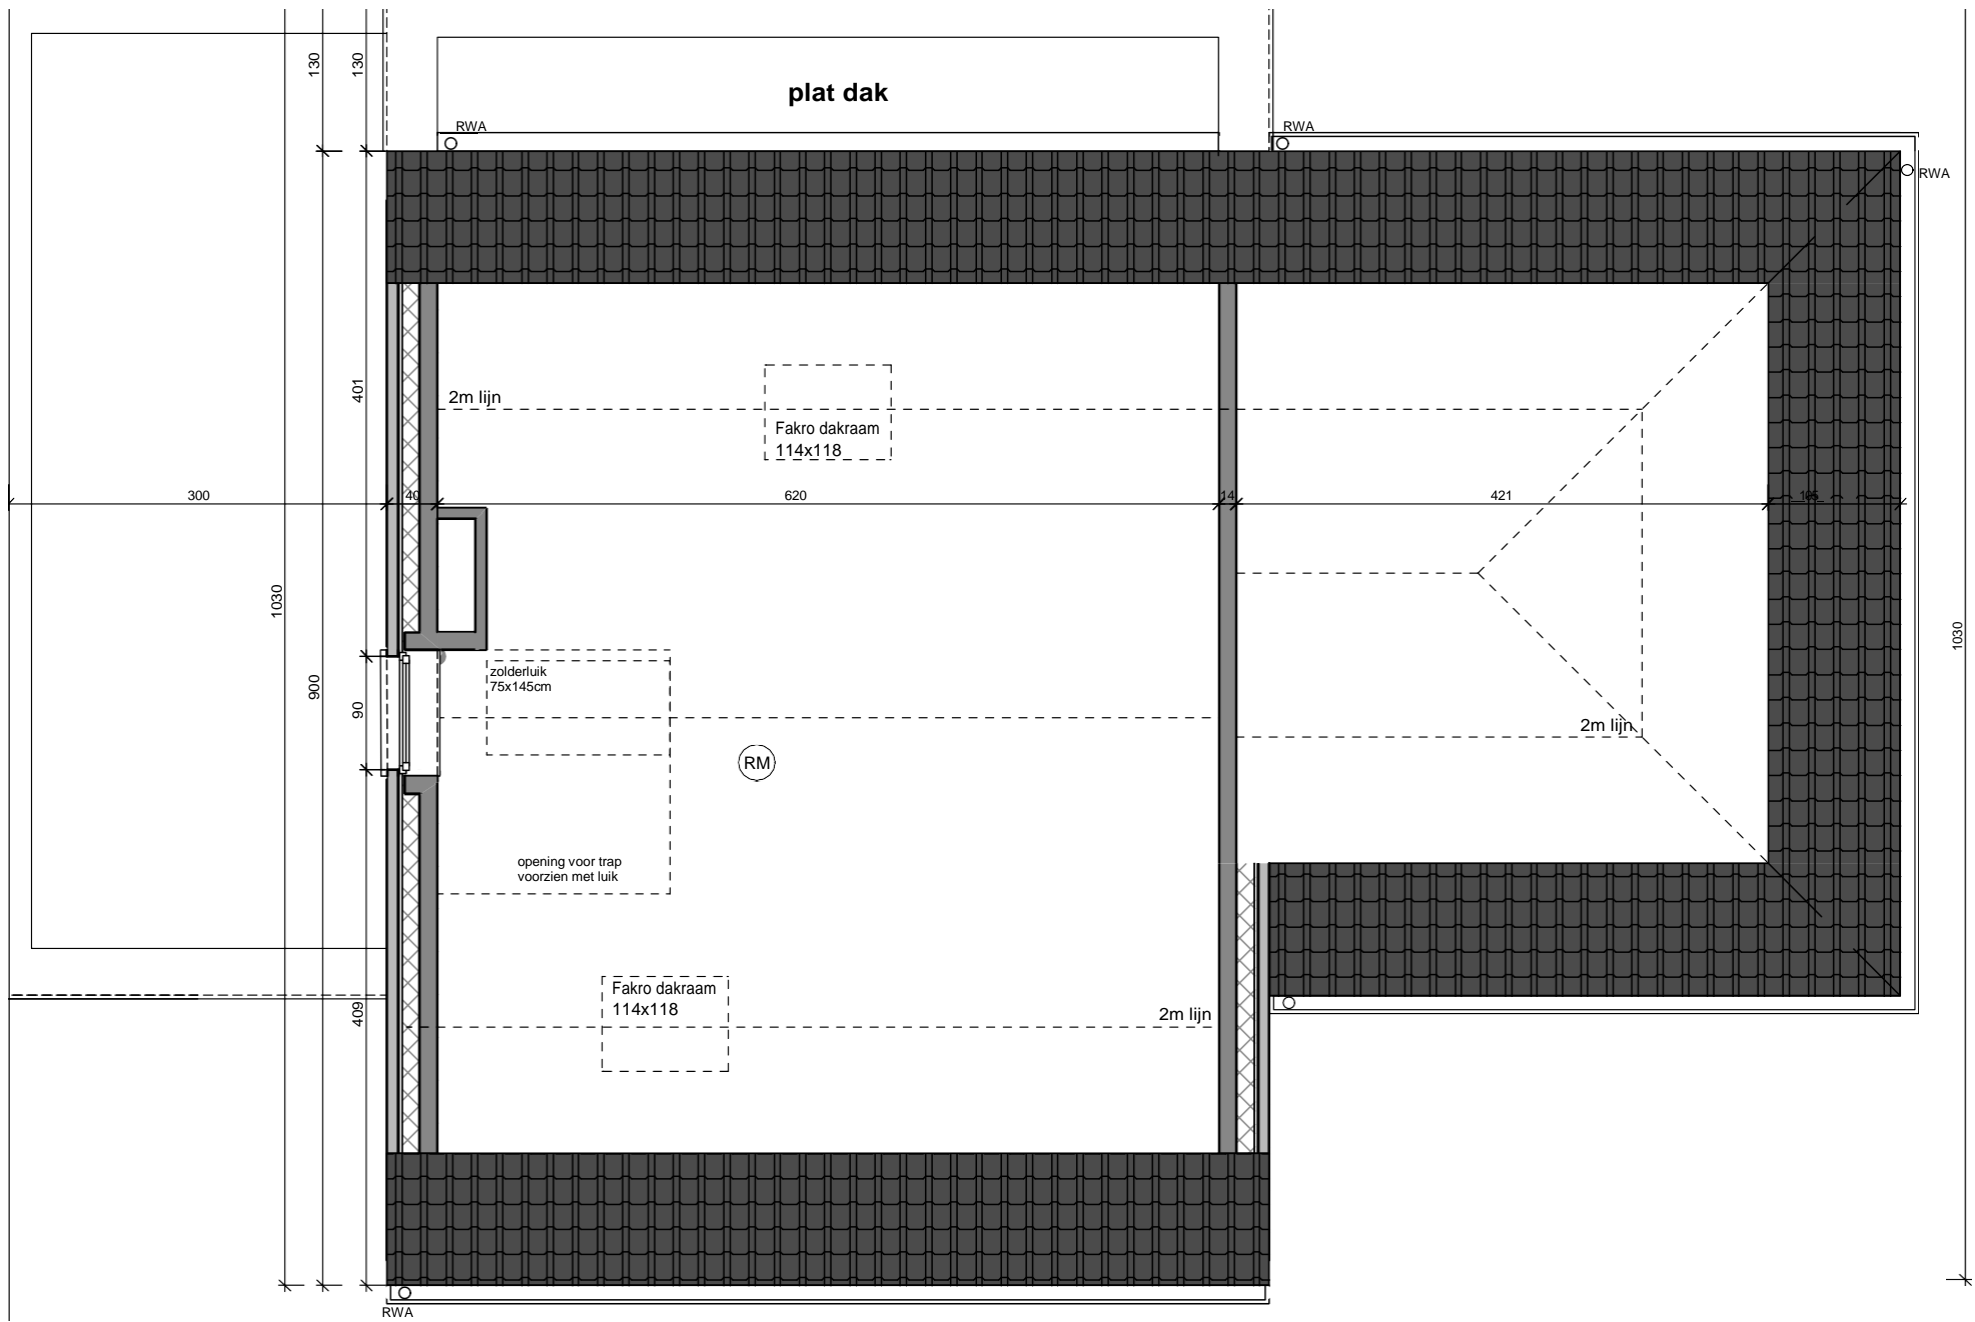 130
130
plat dak
RWA
RWA
RWA
2m lijn
401
Fakro dakraam
114x118
300
40
620
14
421
1030
1030
zolderluik
75x145cm
900
90
2m lijn
RM
opening voor trap
voorzien met luik
Fakro dakraam
114x118
409
2m lijn
RWA